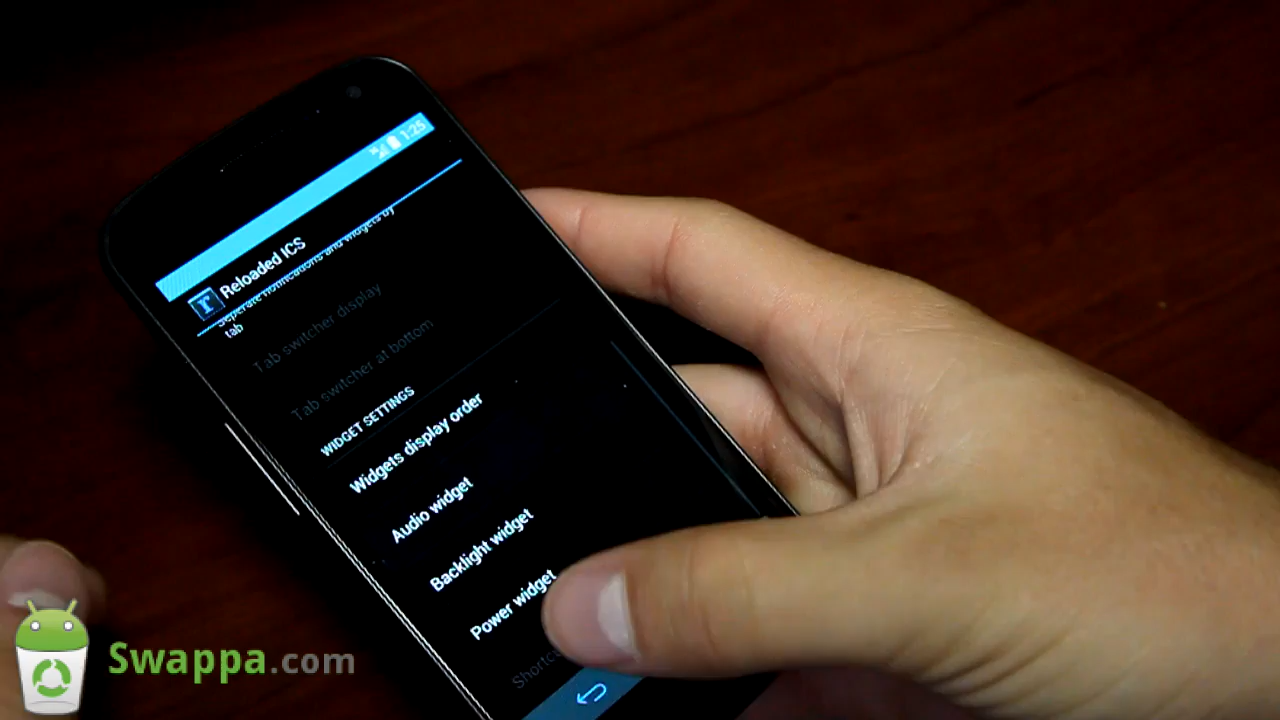 1:25
Reloaded ICS
Seperate notifications and widgets by
tab
Tab switcher display
Tab switcher at bottom
WIDGET SETTINGS
Widgets display order
Audio widget
Backlight widget
Power widget
Swappa.com